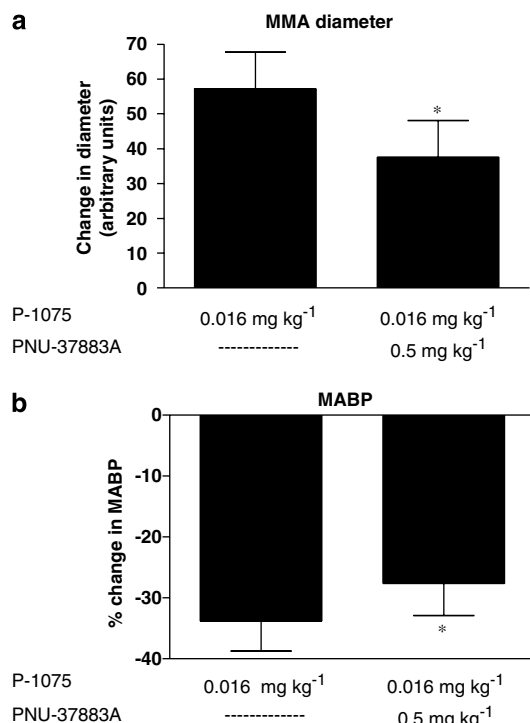 a
MMA diameter
Change in diameter
(arbitrary units)
70
60
50
40
30
20
10
0
*
P-1075 0.016 mg kg-1 0.016 mg kg-1
PNU-37883A ------------- 0.5 mg kg-1
b
MABP
% change in MABP
0
-10
-20
-30
-40
*
P-1075 0.016 mg kg-1 0.016 mg kg-1
PNU-37883A ------------- 0.5 mg kg-1